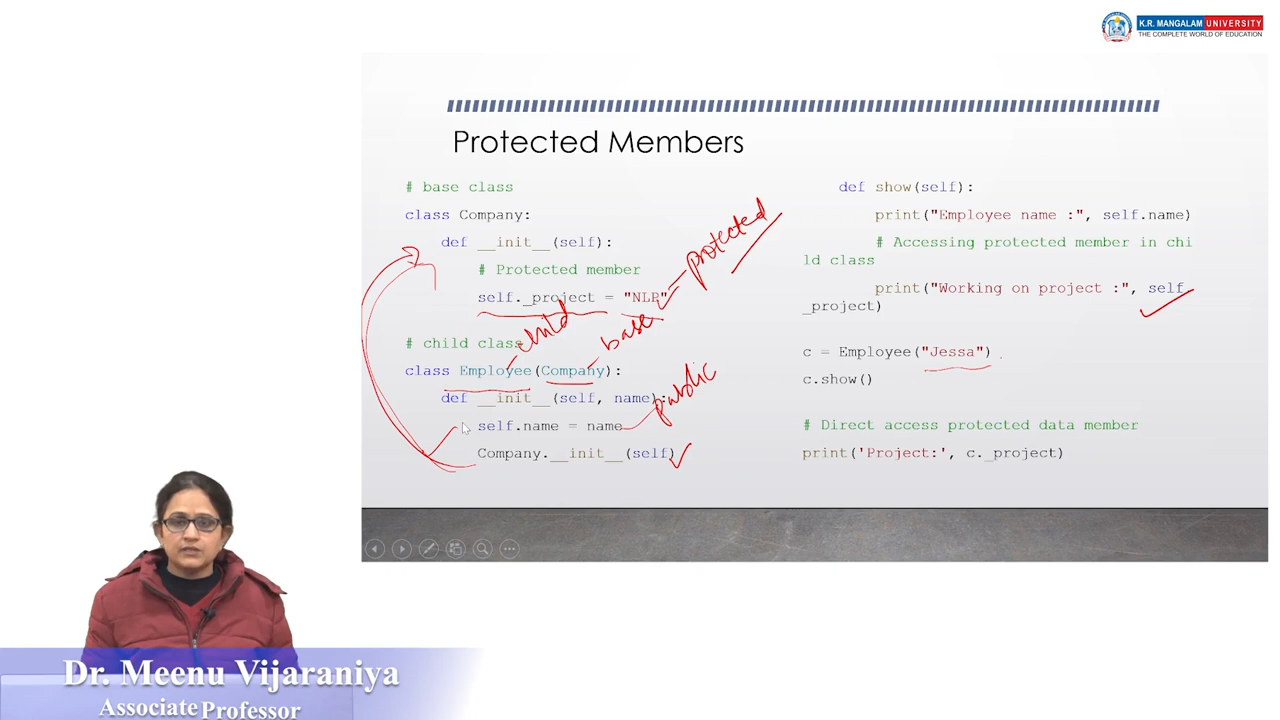 K.R. MANGALAM UNIVERSITY
THE COMPLETE WORLD OF EDUCATION
Protected Members
# base class
class Company:
def __init__(self):
# Protected member
self._project = "NLP"
protected
child
base
# child class
class Employee(Company):
def __init__(self, name):
public
self.name = name
Company.__init__(self)
def show(self):
print("Employee name :", self.name)
# Accessing protected member in chi
ld class
print("Working on project :", self.
_project)
c = Employee("Jessa")
c.show()
# Direct access protected data member
print('Project:', c._project)
Dr. Meenu Vijaraniya
Associate Professor